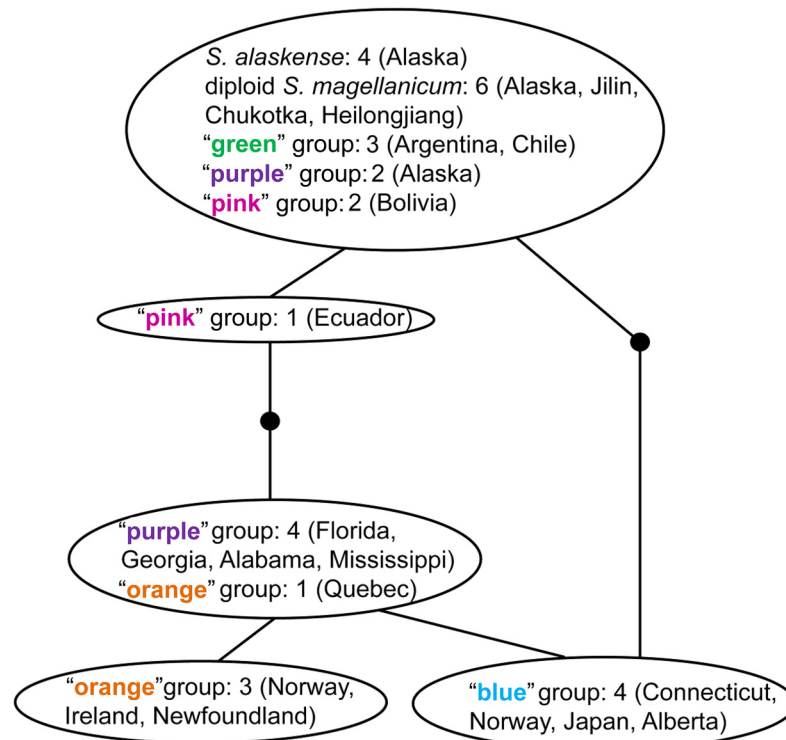 S. alaskense: 4 (Alaska)
diploid S. magellanicum: 6 (Alaska, Jilin,
Chukotka, Heilongjiang)
“green” group: 3 (Argentina, Chile)
“purple” group: 2 (Alaska)
“pink” group: 2 (Bolivia)
“pink” group: 1 (Ecuador)
“purple” group: 4 (Florida,
Georgia, Alabama, Mississippi)
“orange” group: 1 (Quebec)
“orange”group: 3 (Norway,
Ireland, Newfoundland)
“blue” group: 4 (Connecticut,
Norway, Japan, Alberta)